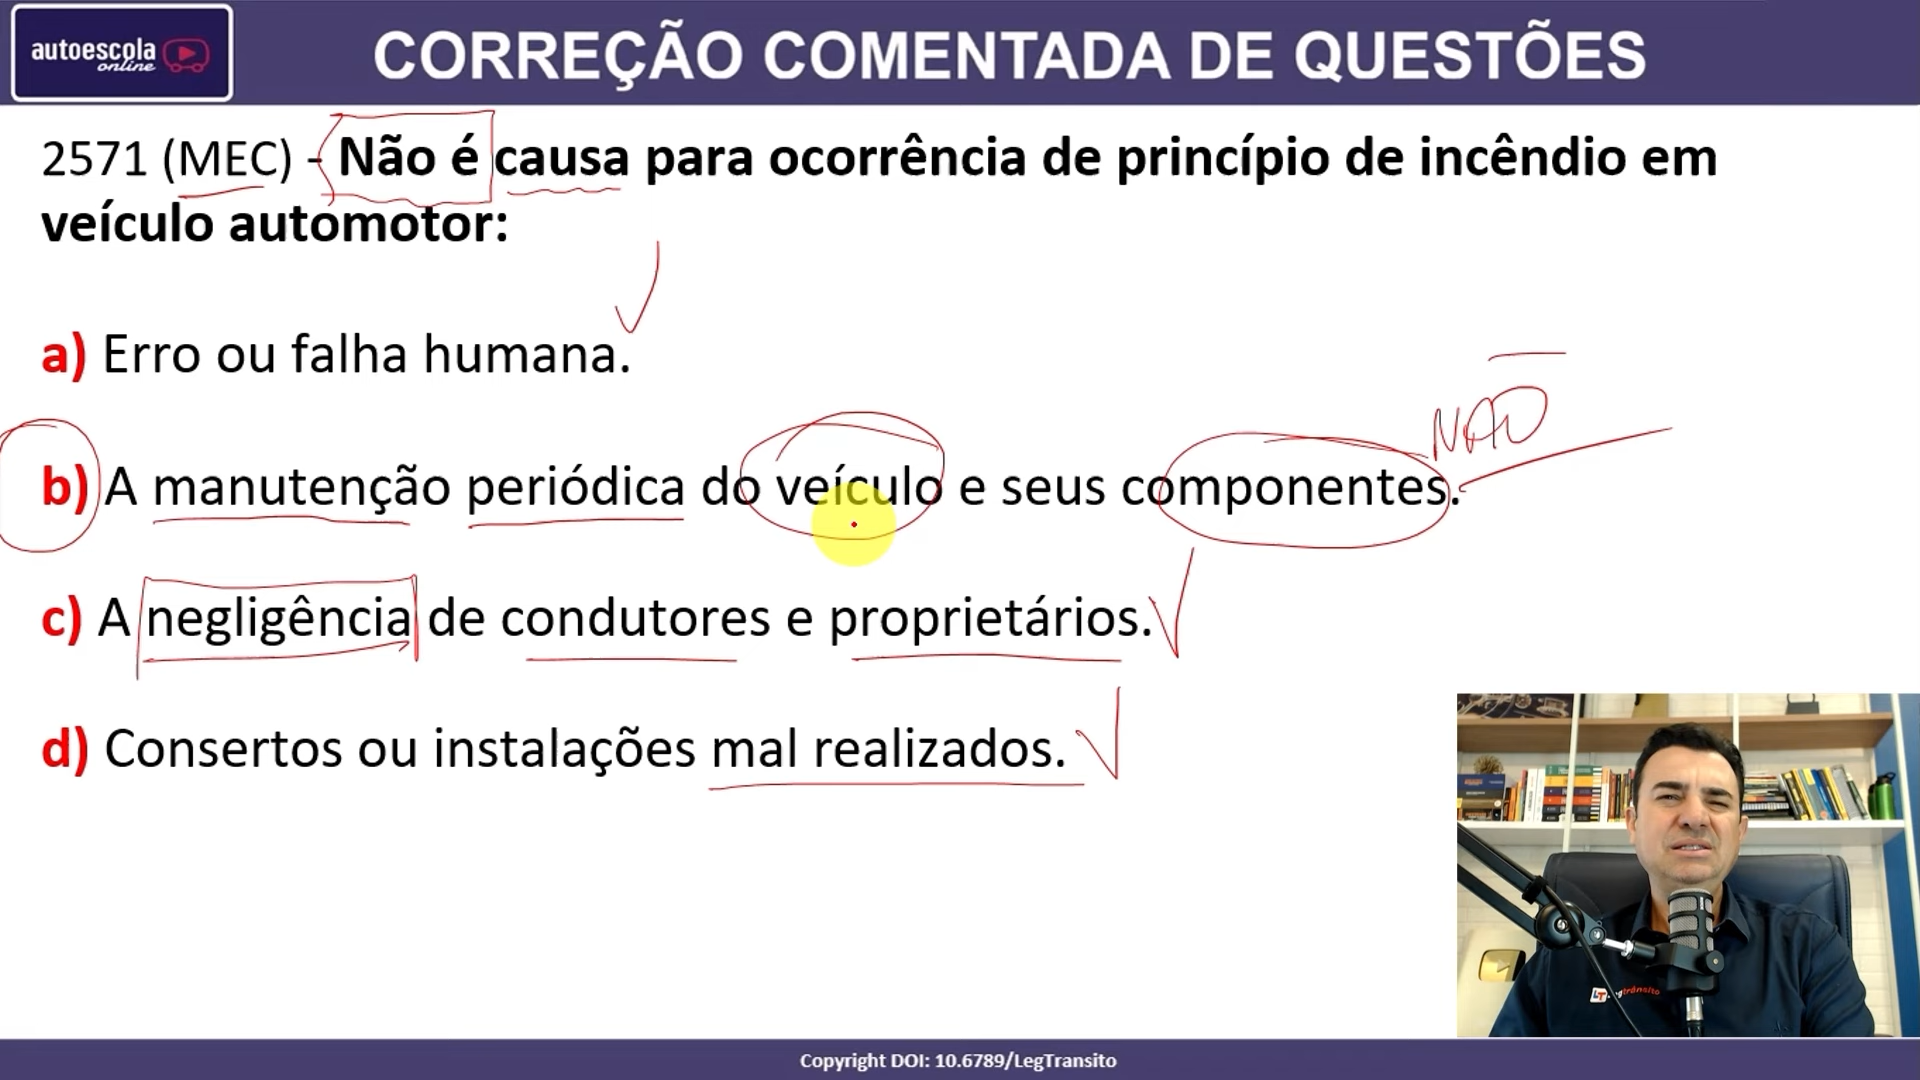 autoescola
online
CORREÇÃO COMENTADA DE QUESTÕES
2571 (MEC) - Não é causa para ocorrência de princípio de incêndio em
veículo automotor:
a) Erro ou falha humana.
NÃO
b) A manutenção periódica do veículo e seus componentes.
c) A negligência de condutores e proprietários.
d) Consertos ou instalações mal realizados.
Copyright DOI: 10.6789/LegTransito